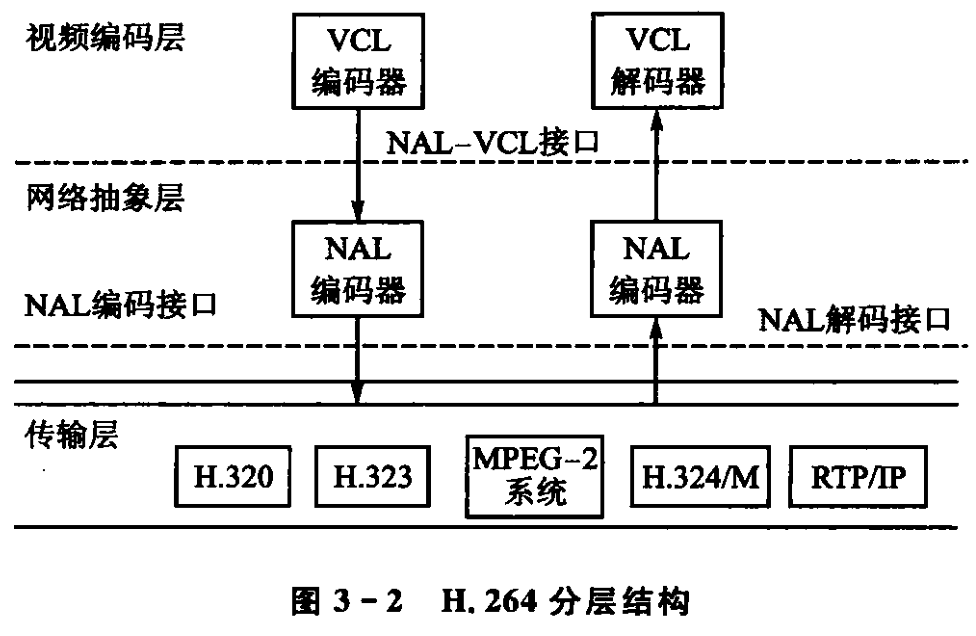 视频编码层
VCL
编码器
VCL
解码器
NAL-VCL接口
网络抽象层
NAL
编码器
NAL
编码器
NAL编码接口
NAL解码接口
传输层
H.320
H.323
MPEG-2
系统
H.324/M
RTP/IP
图 3-2 H.264 分层结构